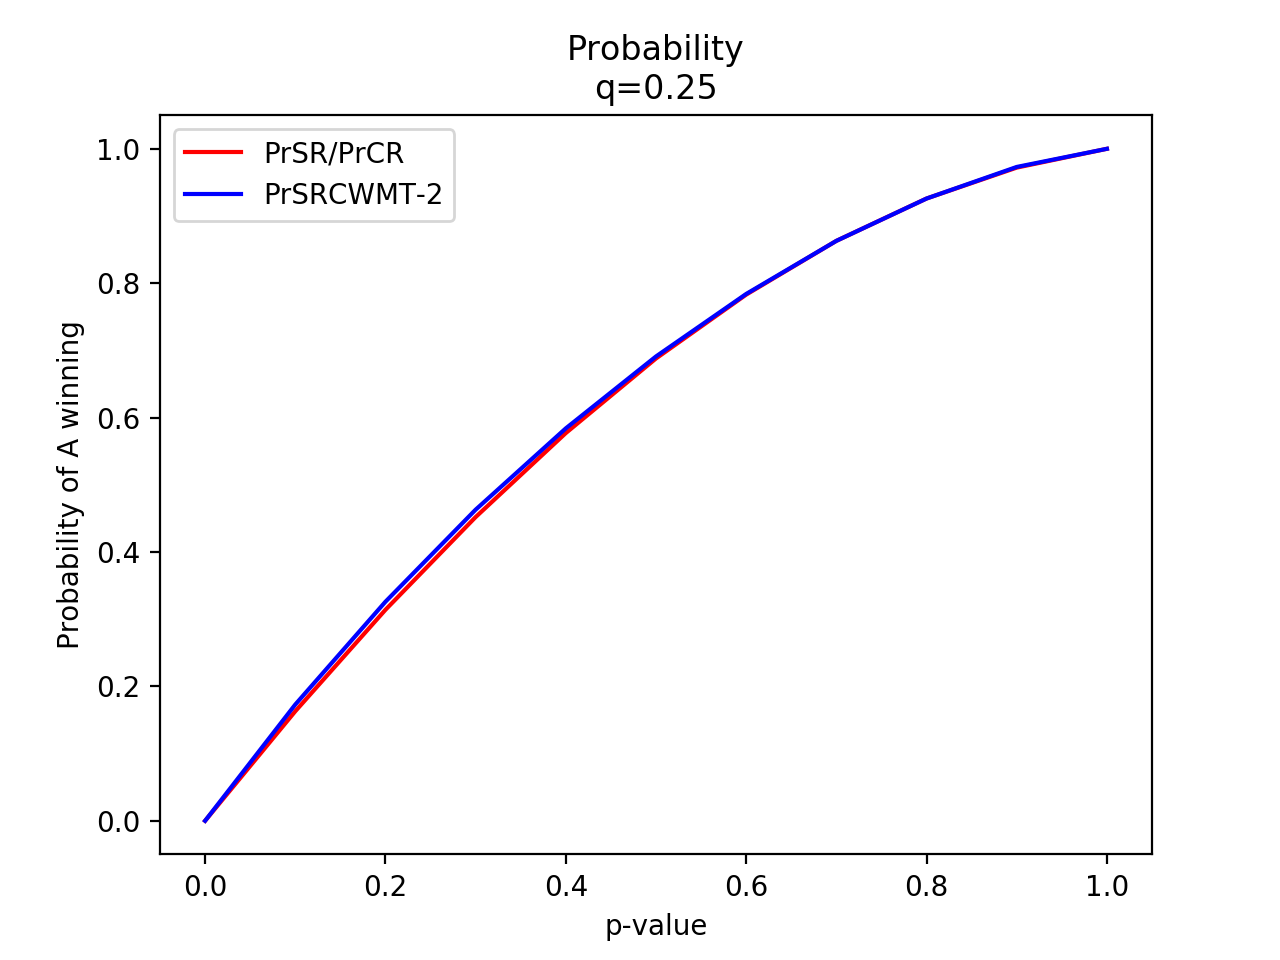 Probability
q=0.25
PrSR/PrCR
PrSRCWMT-2
1.0
0.8
0.6
0.4
0.2
0.0
Probability of A winning
0.0 0.2 0.4 0.6 0.8 1.0
p-value